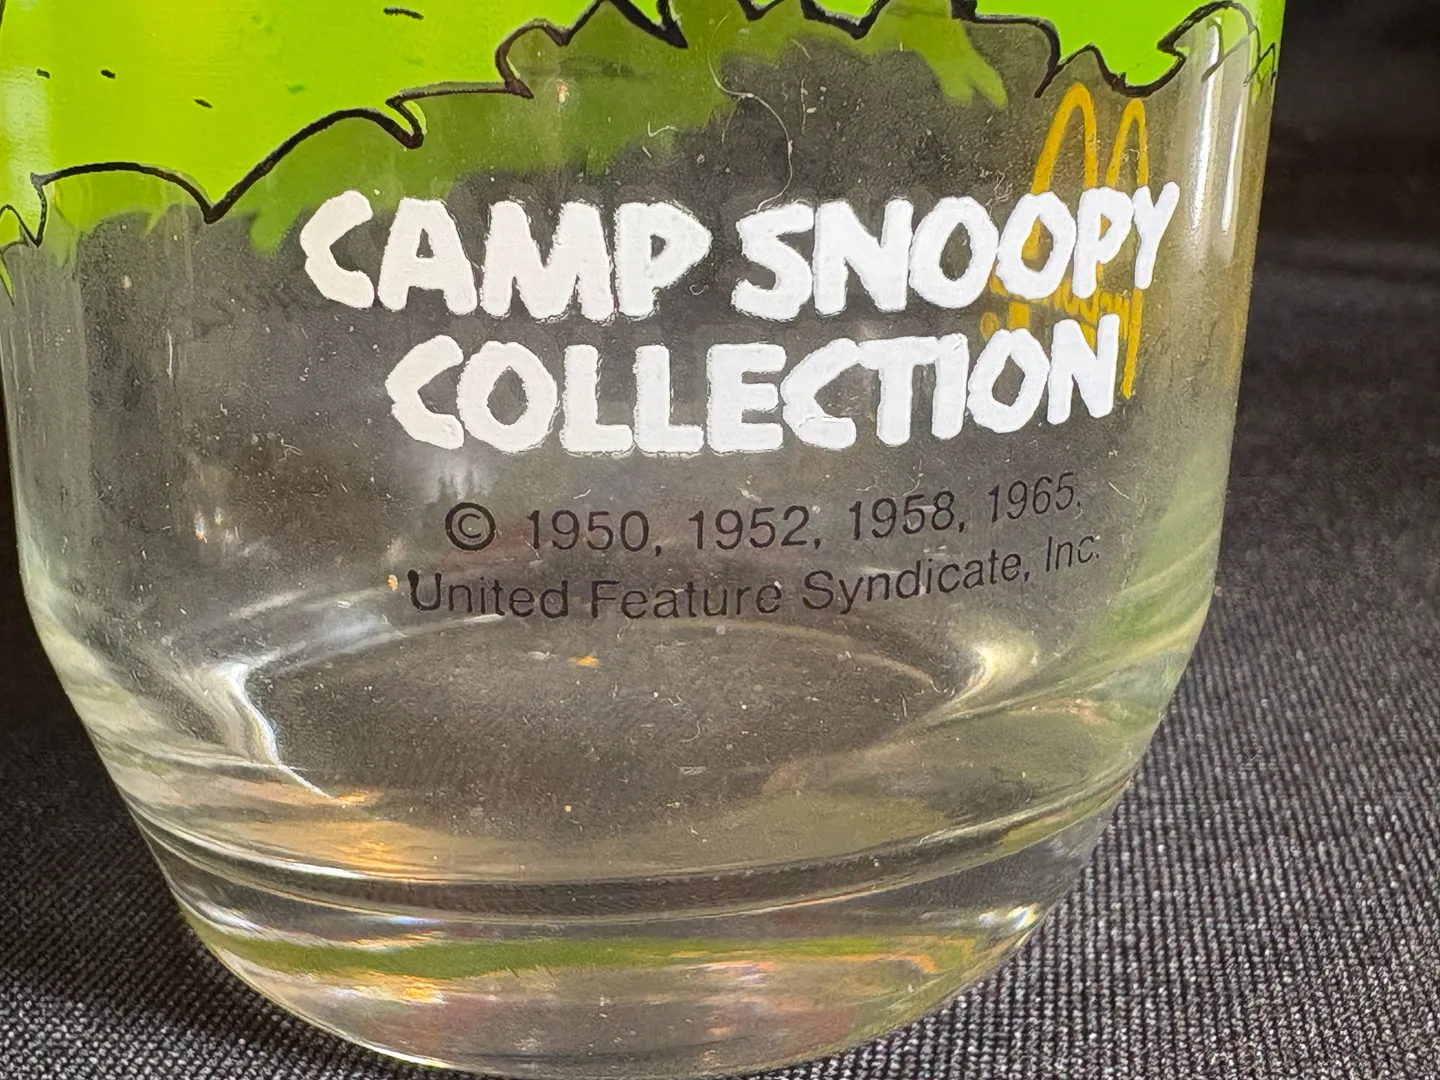 CAMP SNOOPY
COLLECTION
© 1950, 1952, 1958, 1965,
United Feature Syndicate, Inc.